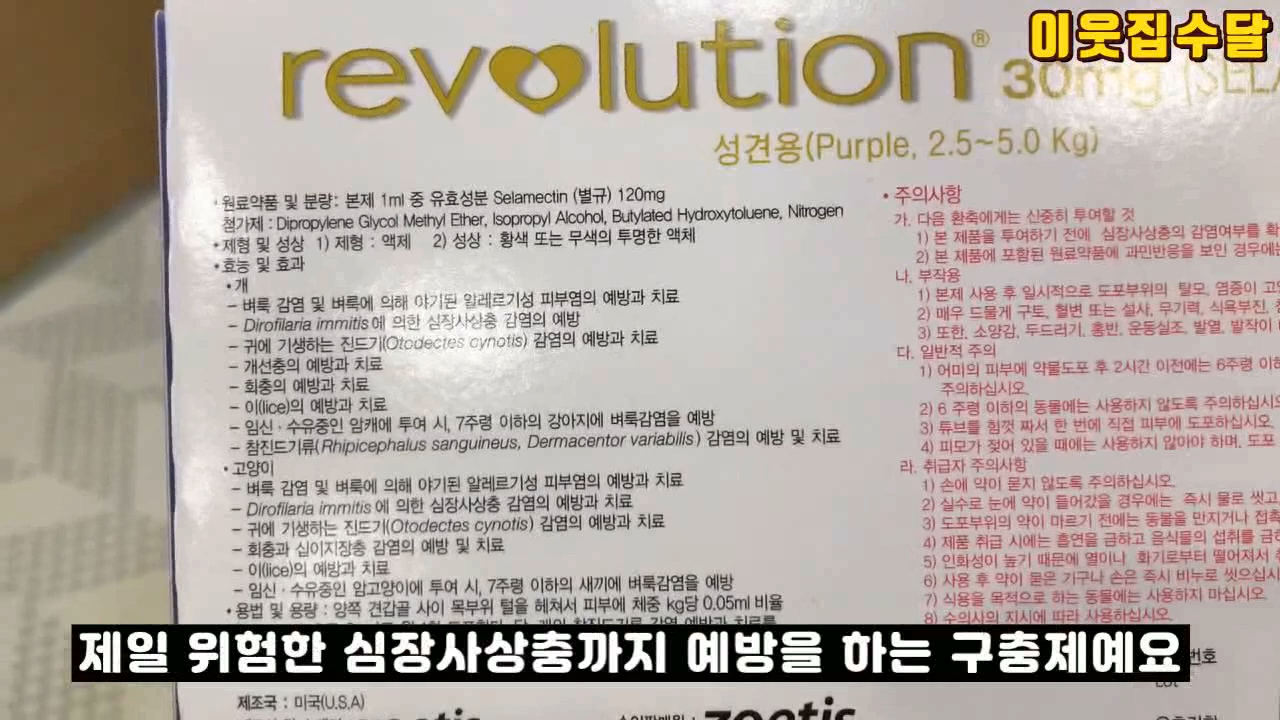 이웃집수달
revolution® 30mg (SELA
성견용(Purple, 2.5~5.0 Kg)
• 원료약품 및 분량: 본제 1ml 중 유효성분 Selamectin (별규) 120mg
첨가제 : Dipropylene Glycol Methyl Ether, Isopropyl Alcohol, Butylated Hydroxytoluene, Nitrogen
• 제형 및 성상 1) 제형 : 액제 2) 성상 : 황색 또는 무색의 투명한 액체
• 효능 및 효과
• 개
– 벼룩 감염 및 벼룩에 의해 야기된 알레르기성 피부염의 예방과 치료
– Dirofilaria immitis에 의한 심장사상충 감염의 예방
– 귀에 기생하는 진드기(Otodectes cynotis) 감염의 예방과 치료
– 개선충의 예방과 치료
– 회충의 예방과 치료
– 이(lice)의 예방과 치료
– 임신·수유중인 암캐에 투여 시, 7주령 이하의 강아지에 벼룩감염을 예방
– 참진드기류(Rhipicephalus sanguineus, Dermacentor variabilis) 감염의 예방 및 치료
• 고양이
– 벼룩 감염 및 벼룩에 의해 야기된 알레르기성 피부염의 예방과 치료
– Dirofilaria immitis에 의한 심장사상충 감염의 예방과 치료
– 귀에 기생하는 진드기(Otodectes cynotis) 감염의 예방과 치료
– 회충과 십이지장충 감염의 예방 및 치료
– 이(lice)의 예방과 치료
– 임신·수유중인 암고양이에 투여 시, 7주령 이하의 새끼에 벼룩감염을 예방
• 용법 및 용량 : 양쪽 견갑골 사이 목부위 털을 헤쳐서 피부에 체중 kg당 0.05ml 비율
• 주의사항
가. 다음 환축에게는 신중히 투여할 것
1) 본 제품을 투여하기 전에 심장사상충의 감염여부를 확
2) 본 제품에 포함된 원료약품에 과민반응을 보인 경우에는
나. 부작용
1) 본제 사용 후 일시적으로 도포부위의 탈모, 염증이 고양
2) 매우 드물게 구토, 혈변 또는 설사, 무기력, 식욕부진,
3) 또한, 소양감, 두드러기, 홍반, 운동실조, 발열, 발작이
다. 일반적 주의
1) 어미의 피부에 약물도포 후 2시간 이전에는 6주령 이하
주의하십시오.
2) 6 주령 이하의 동물에는 사용하지 않도록 주의하십시오
3) 튜브를 힘껏 짜서 한 번에 직접 피부에 도포하십시오.
4) 피모가 젖어 있을 때에는 사용하지 않아야 하며, 도포
라. 취급자 주의사항
1) 손에 약이 묻지 않도록 주의하십시오.
2) 실수로 눈에 약이 들어갔을 경우에는 즉시 물로 씻고
3) 도포부위의 약이 마르기 전에는 동물을 만지거나 접촉
4) 제품 취급 시에는 흡연을 금하고 음식물의 섭취를 금하
5) 인화성이 높기 때문에 열이나 화기로부터 떨어져서
6) 사용 후 약이 묻은 기구나 손은 즉시 비누로 씻으십시
7) 식용을 목적으로 하는 동물에는 사용하지 마십시오.
8) 수의사의 지시에 따라 사용하십시오.
제일 위험한 심장사상충까지 예방을 하는 구충제예요
번호
제조국 : 미국(U.S.A)
zoetis